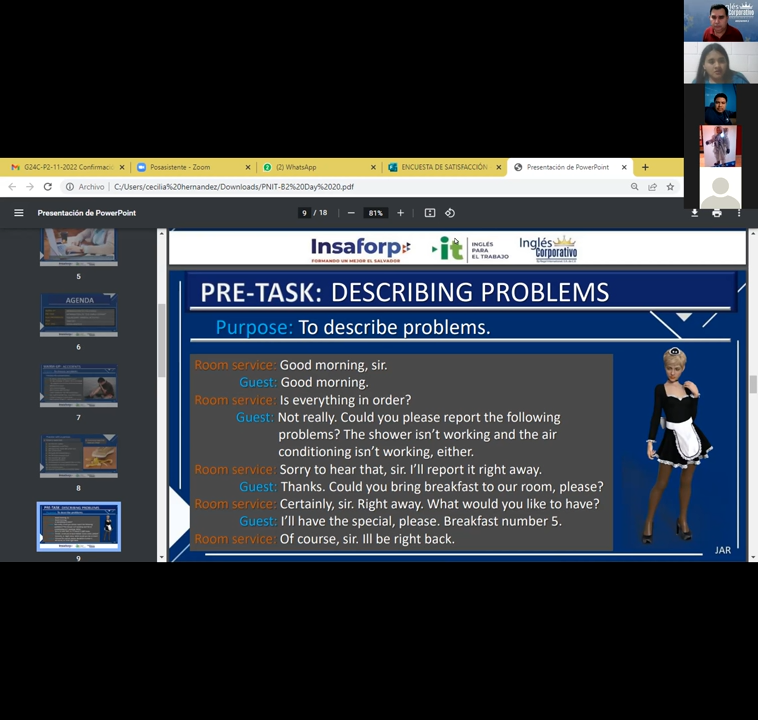 Inglés
Corporativo
G24C-P2-11-2022 Confirmaci
Posasistente - Zoom
(2) WhatsApp
ENCUESTA DE SATISFACCIÓN
Presentación de PowerPoint
Archivo C:/Users/cecilia%20hernandez/Downloads/PNIT-B2%20Day%2020.pdf
Presentación de PowerPoint
9 / 18
81%
5
AGENDA
6
7
8
9
Insaforp
FORMANDO UN MEJOR EL SALVADOR
it
INGLÉS
PARA
EL TRABAJO
Inglés
Corporativo
PRE-TASK: DESCRIBING PROBLEMS
Purpose: To describe problems.
Room service: Good morning, sir.
Guest: Good morning.
Room service: Is everything in order?
Guest: Not really. Could you please report the following
problems? The shower isn't working and the air
conditioning isn't working, either.
Room service: Sorry to hear that, sir. I'll report it right away.
Guest: Thanks. Could you bring breakfast to our room, please?
Room service: Certainly, sir. Right away. What would you like to have?
Guest: I'll have the special, please. Breakfast number 5.
Room service: Of course, sir. Ill be right back.
JAR